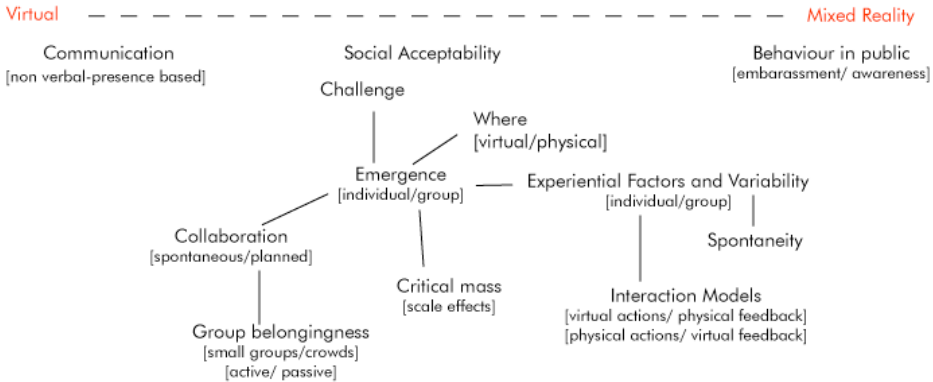 Virtual
Mixed Reality
Communication
[non verbal-presence based]
Social Acceptability
Behaviour in public
[embarassment/ awareness]
Challenge
Where
[virtual/physical]
Emergence
[individual/group]
Experiential Factors and Variability
[individual/group]
Collaboration
[spontaneous/planned]
Spontaneity
Critical mass
[scale effects]
Interaction Models
[virtual actions/ physical feedback]
[physical actions/ virtual feedback]
Group belongingness
[small groups/crowds]
[active/ passive]